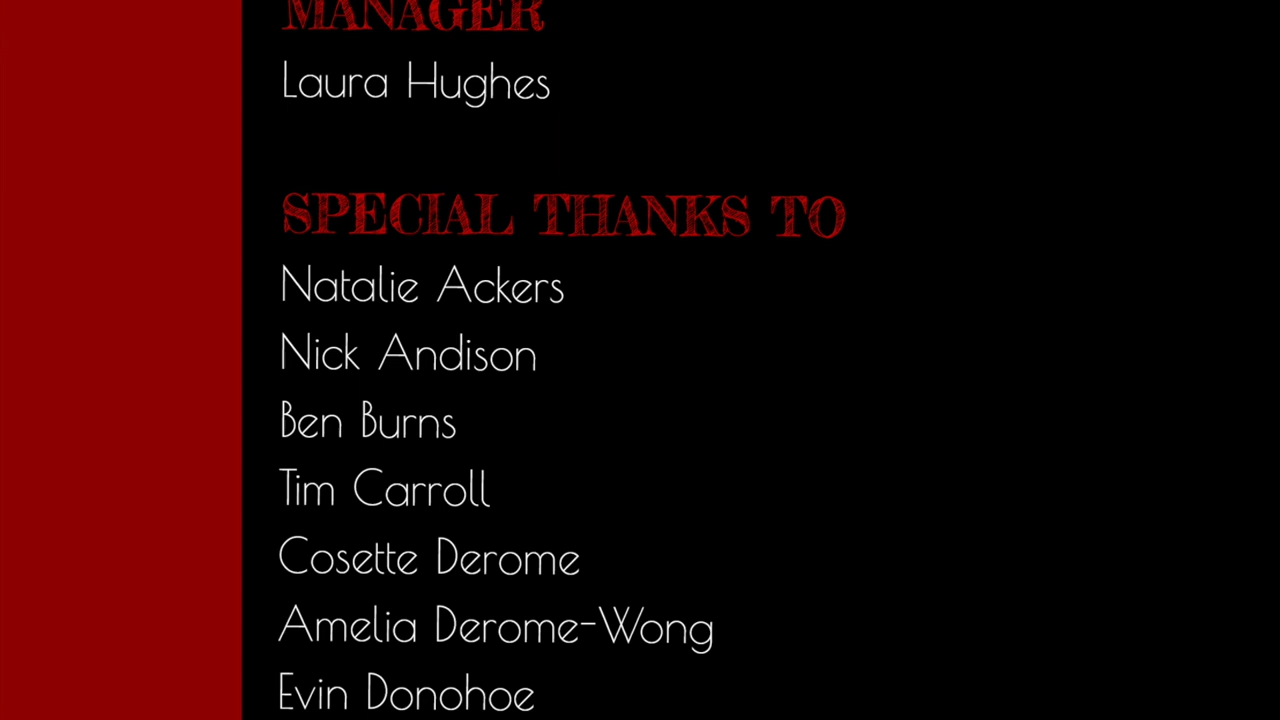 MANAGER
Laura Hughes
SPECIAL THANKS TO
Natalie Ackers
Nick Andison
Ben Burns
Tim Carroll
Cosette Derome
Amelia Derome-Wong
Evin Donohoe